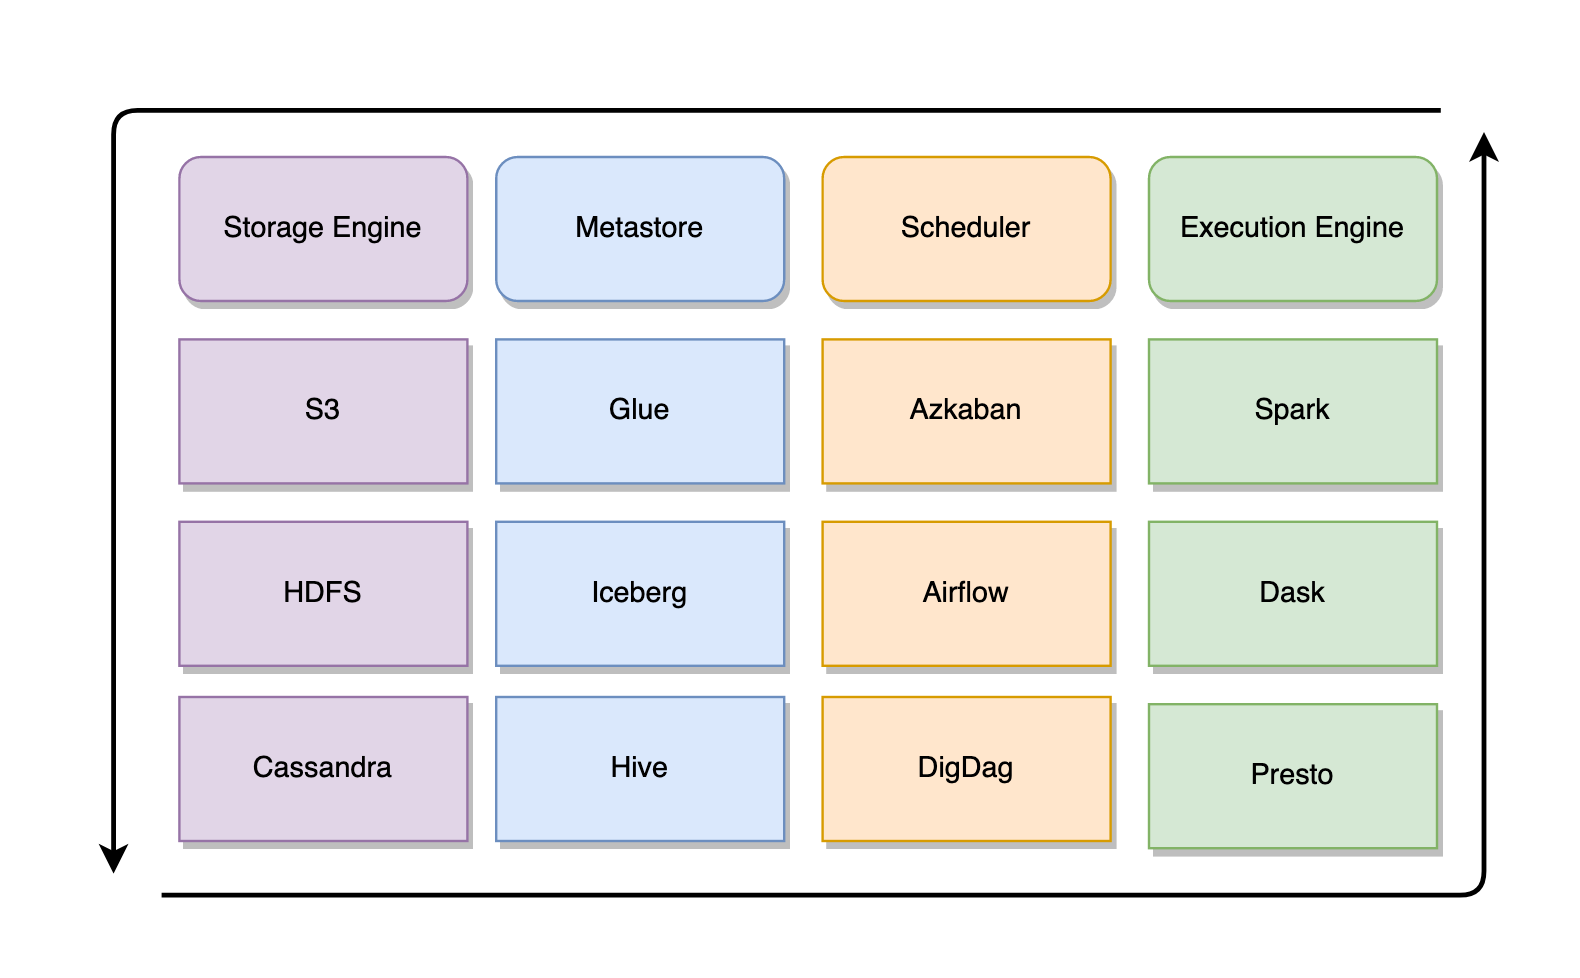 Storage Engine
Metastore
Scheduler
Execution Engine
S3
Glue
Azkaban
Spark
HDFS
Iceberg
Airflow
Dask
Cassandra
Hive
DigDag
Presto